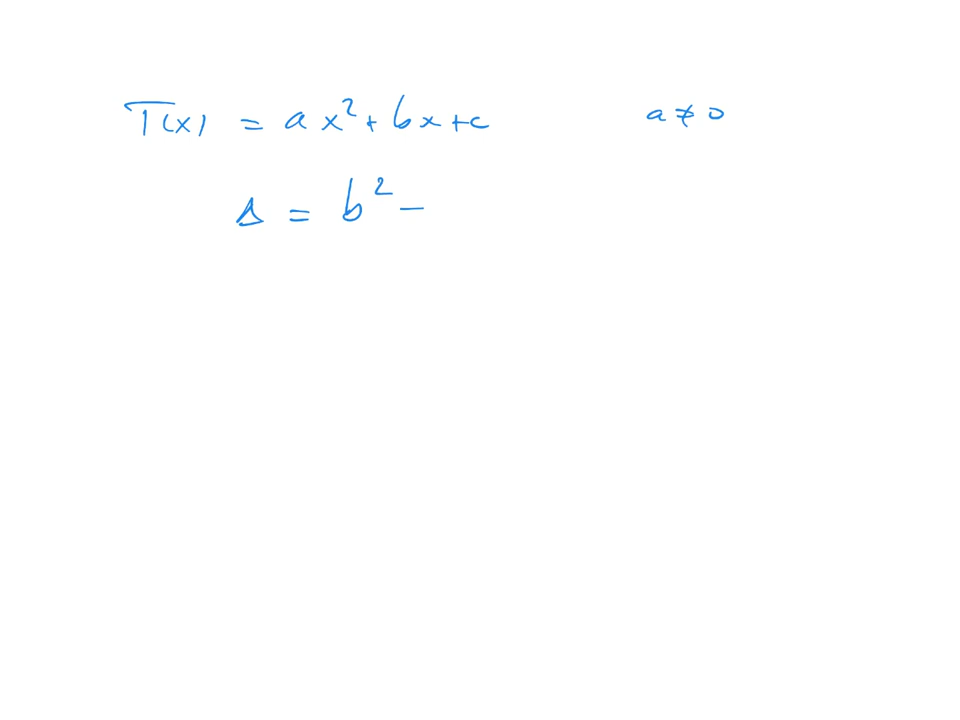 T(x) = ax² + bx + c a ≠ 0
Δ = b² −